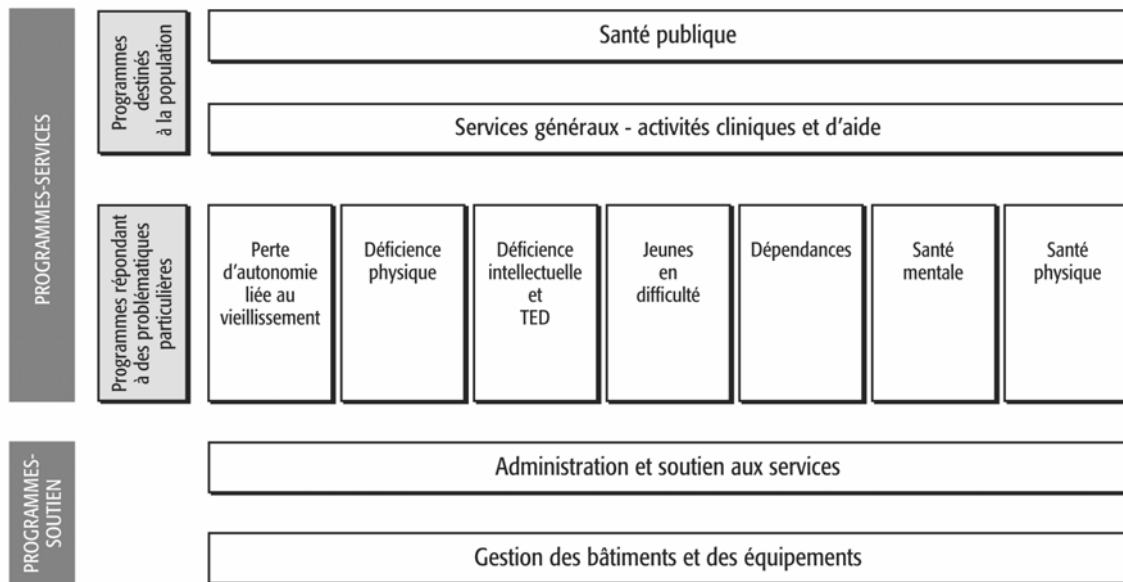 PROGRAMMES-SERVICES
Programmes
destinés
à la population
Santé publique
Services généraux - activités cliniques et d'aide
Programmes répondant
à des problématiques
particulières
Perte
d'autonomie
liée au
vieillissement
Déficience
physique
Déficience
intellectuelle
et
TED
Jeunes
en
difficulté
Dépendances
Santé
mentale
Santé
physique
PROGRAMMES-
SOUTIEN
Administration et soutien aux services
Gestion des bâtiments et des équipements